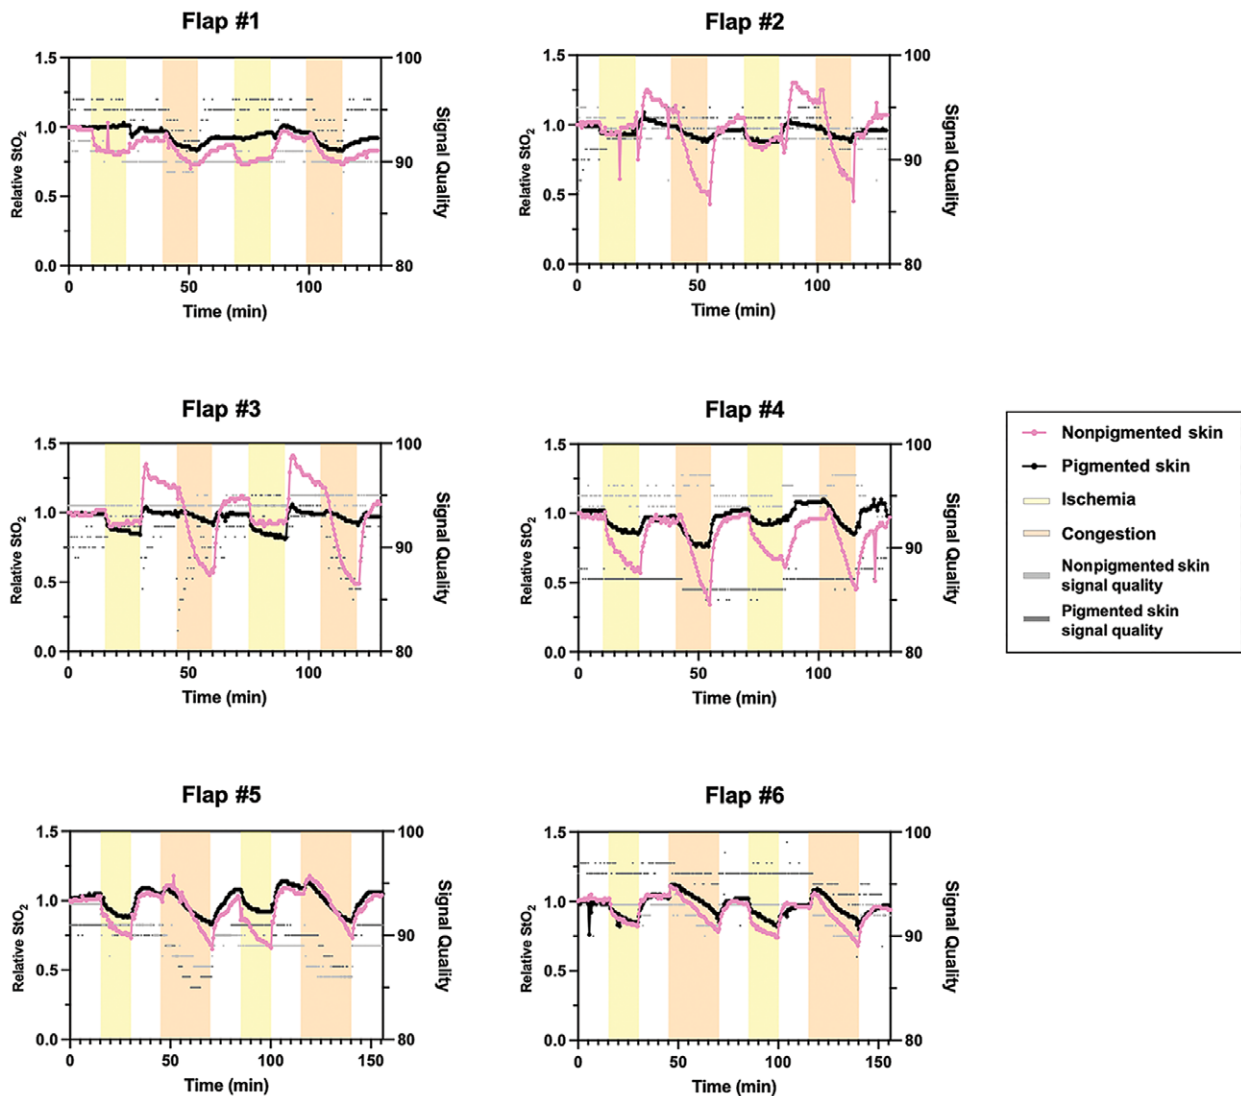 Flap #1
1.5
1.0
0.5
0.0
Relative StO2
100
90
80
Signal Quality
0
50
100
Time (min)
Flap #2
1.5
1.0
0.5
0.0
Relative StO2
100
90
80
Signal Quality
0
50
100
Time (min)
Flap #3
1.5
1.0
0.5
0.0
Relative StO2
100
90
80
Signal Quality
0
50
100
Time (min)
Flap #4
1.5
1.0
0.5
0.0
Relative StO2
100
90
80
Signal Quality
0
50
100
Time (min)
Nonpigmented skin
Pigmented skin
Ischemia
Congestion
Nonpigmented skin
signal quality
Pigmented skin
signal quality
Flap #5
1.5
1.0
0.5
0.0
Relative StO2
100
90
80
Signal Quality
0
50
100
150
Time (min)
Flap #6
1.5
1.0
0.5
0.0
Relative StO2
100
90
80
Signal Quality
0
50
100
150
Time (min)